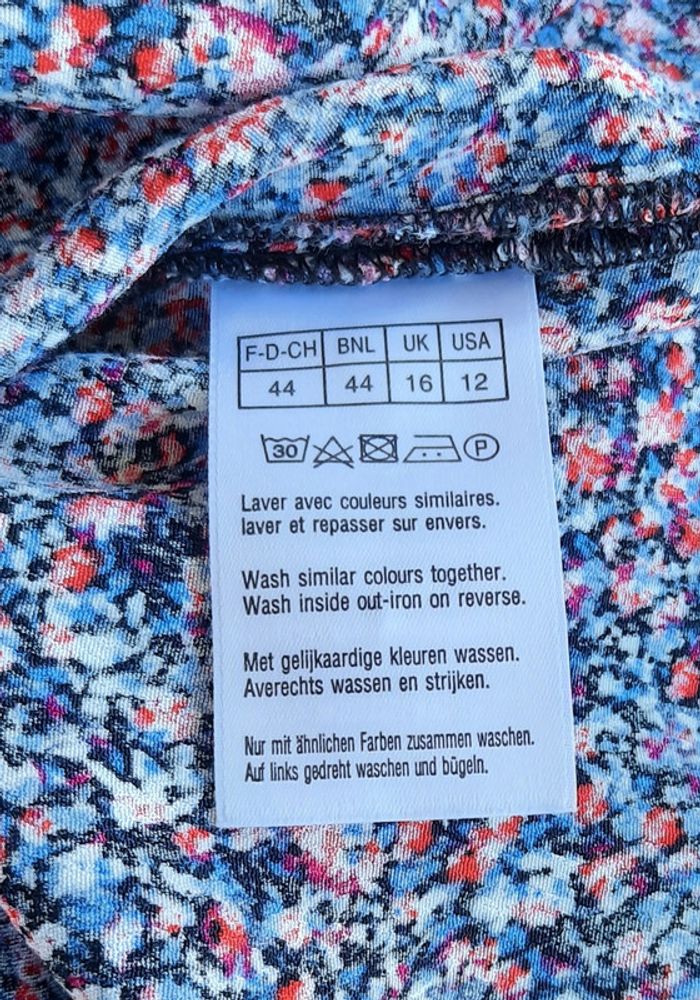 F-D-CH BNL UK USA
44 44 16 12
30 P
Laver avec couleurs similaires.
laver et repasser sur envers.
Wash similar colours together.
Wash inside out-iron on reverse.
Met gelijkaardige kleuren wassen.
Averechts wassen en strijken.
Nur mit ähnlichen Farben zusammen waschen.
Auf links gedreht waschen und bügeln.